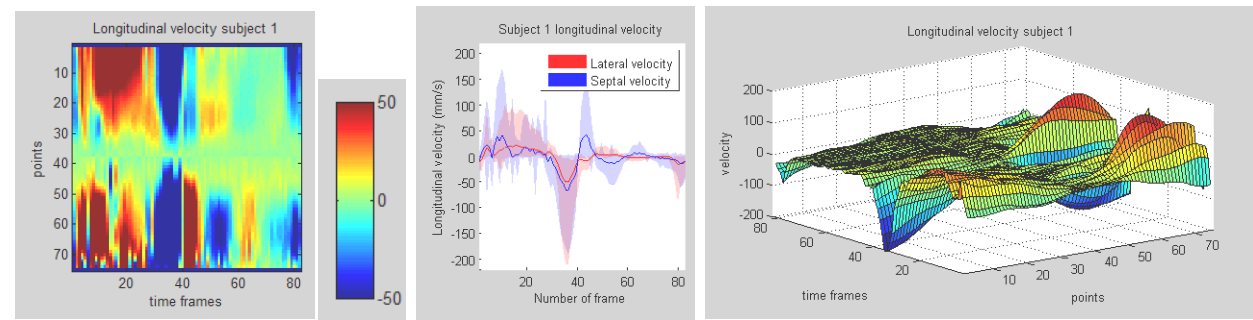 Longitudinal velocity subject 1
points
10
20
30
40
50
60
70
20 40 60 80
time frames
50
0
-50
Subject 1 longitudinal velocity
Longitudinal velocity (mm/s)
200
150
100
50
0
-50
-100
-150
-200
Lateral velocity
Septal velocity
0 20 40 60 80
Number of frame
Longitudinal velocity subject 1
velocity
200
100
0
-100
-200
80 60 40 20
time frames
10 20 30 40 50 60 70
points